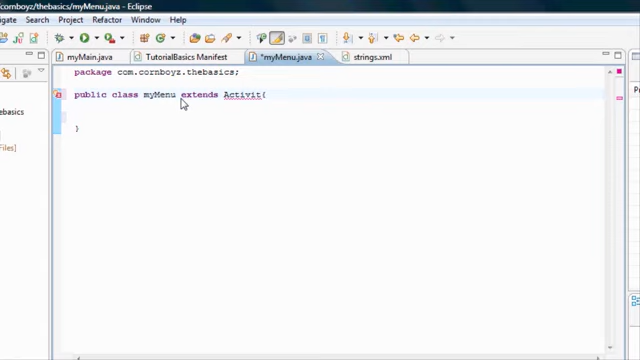 cornboyz/thebasics/myMenu.java - Eclipse
igate Search Project Refactor Window Help
myMain.java TutorialBasics Manifest *myMenu.java strings.xml
package com.cornboyz.thebasics;
public class myMenu extends Activit{
}
ebasics
Files]